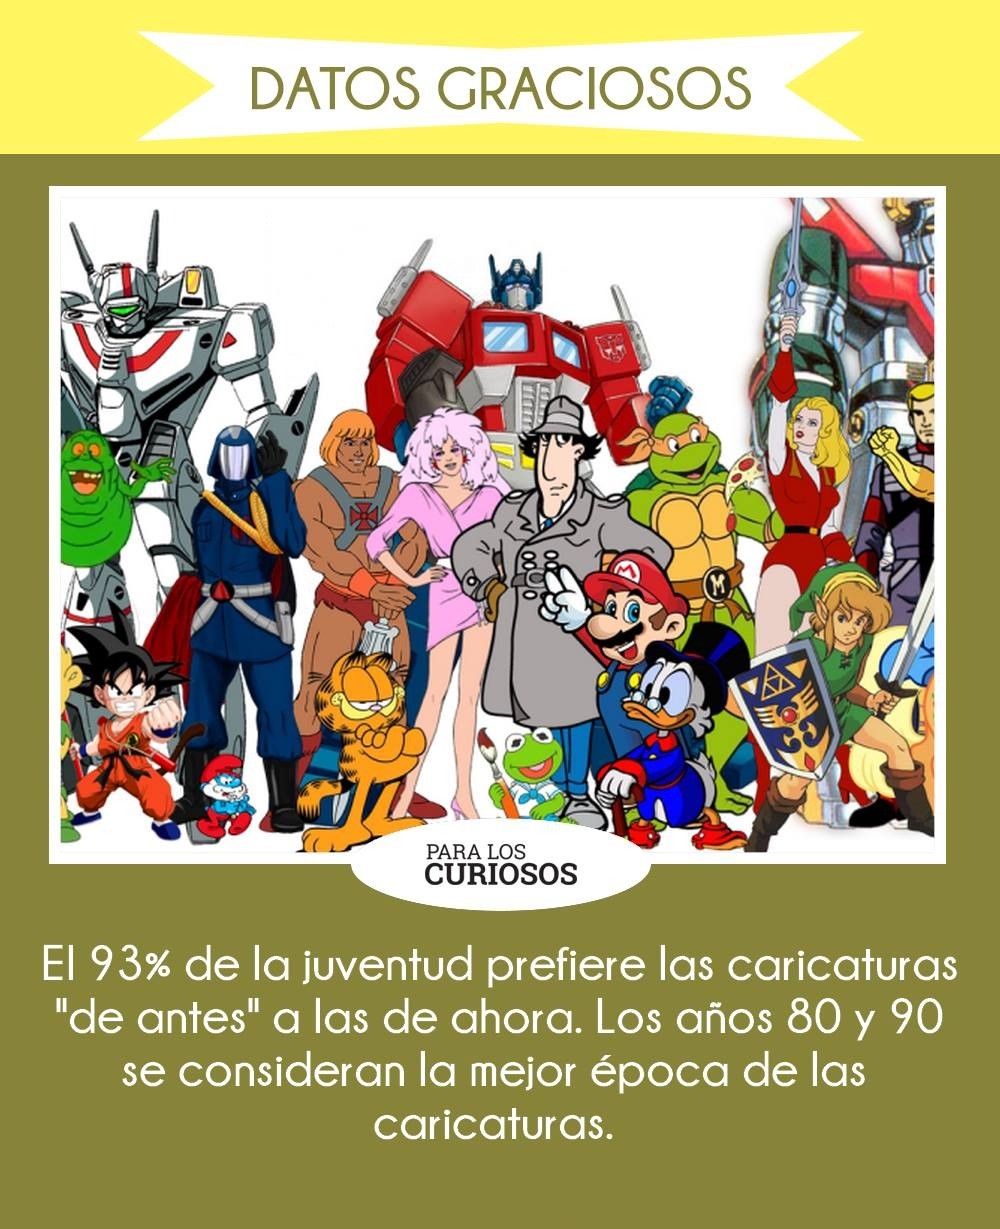 DATOS GRACIOSOS
M
M
PARA LOS
CURIOSOS
El 93% de la juventud prefiere las caricaturas
"de antes" a las de ahora. Los años 80 y 90
se consideran la mejor época de las
caricaturas.